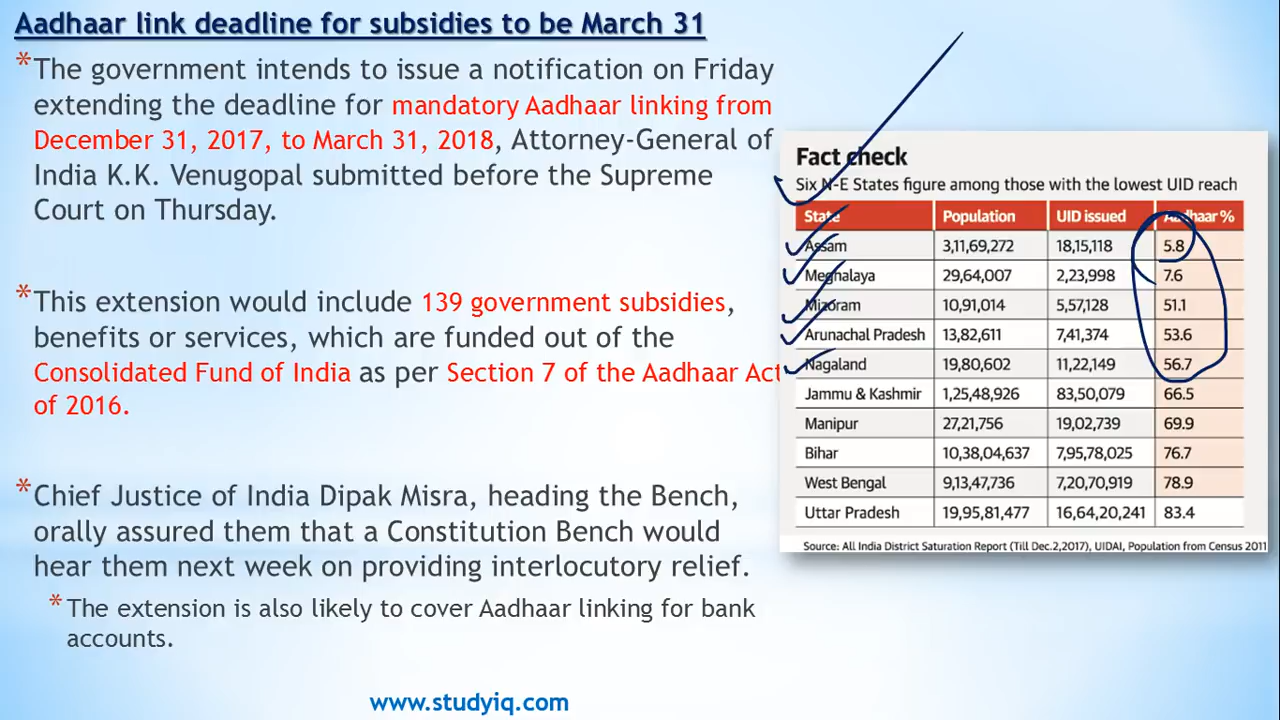 Aadhaar link deadline for subsidies to be March 31
*The government intends to issue a notification on Friday
extending the deadline for mandatory Aadhaar linking from
December 31, 2017, to March 31, 2018, Attorney-General of
India K.K. Venugopal submitted before the Supreme
Court on Thursday.
*This extension would include 139 government subsidies,
benefits or services, which are funded out of the
Consolidated Fund of India as per Section 7 of the Aadhaar Act
of 2016.
*Chief Justice of India Dipak Misra, heading the Bench,
orally assured them that a Constitution Bench would
hear them next week on providing interlocutory relief.
*The extension is also likely to cover Aadhaar linking for bank
accounts.
Fact check
Six N-E States figure among those with the lowest UID reach
State Population UID issued Aadhaar %
Assam 3,11,69,272 18,15,118 5.8
Meghalaya 29,64,007 2,23,998 7.6
Mizoram 10,91,014 5,57,128 51.1
Arunachal Pradesh 13,82,611 7,41,374 53.6
Nagaland 19,80,602 11,22,149 56.7
Jammu & Kashmir 1,25,48,926 83,50,079 66.5
Manipur 27,21,756 19,02,739 69.9
Bihar 10,38,04,637 7,95,78,025 76.7
West Bengal 9,13,47,736 7,20,70,919 78.9
Uttar Pradesh 19,95,81,477 16,64,20,241 83.4
Source: All India District Saturation Report (Till Dec.2,2017), UIDAI, Population from Census 2011
www.studyiq.com